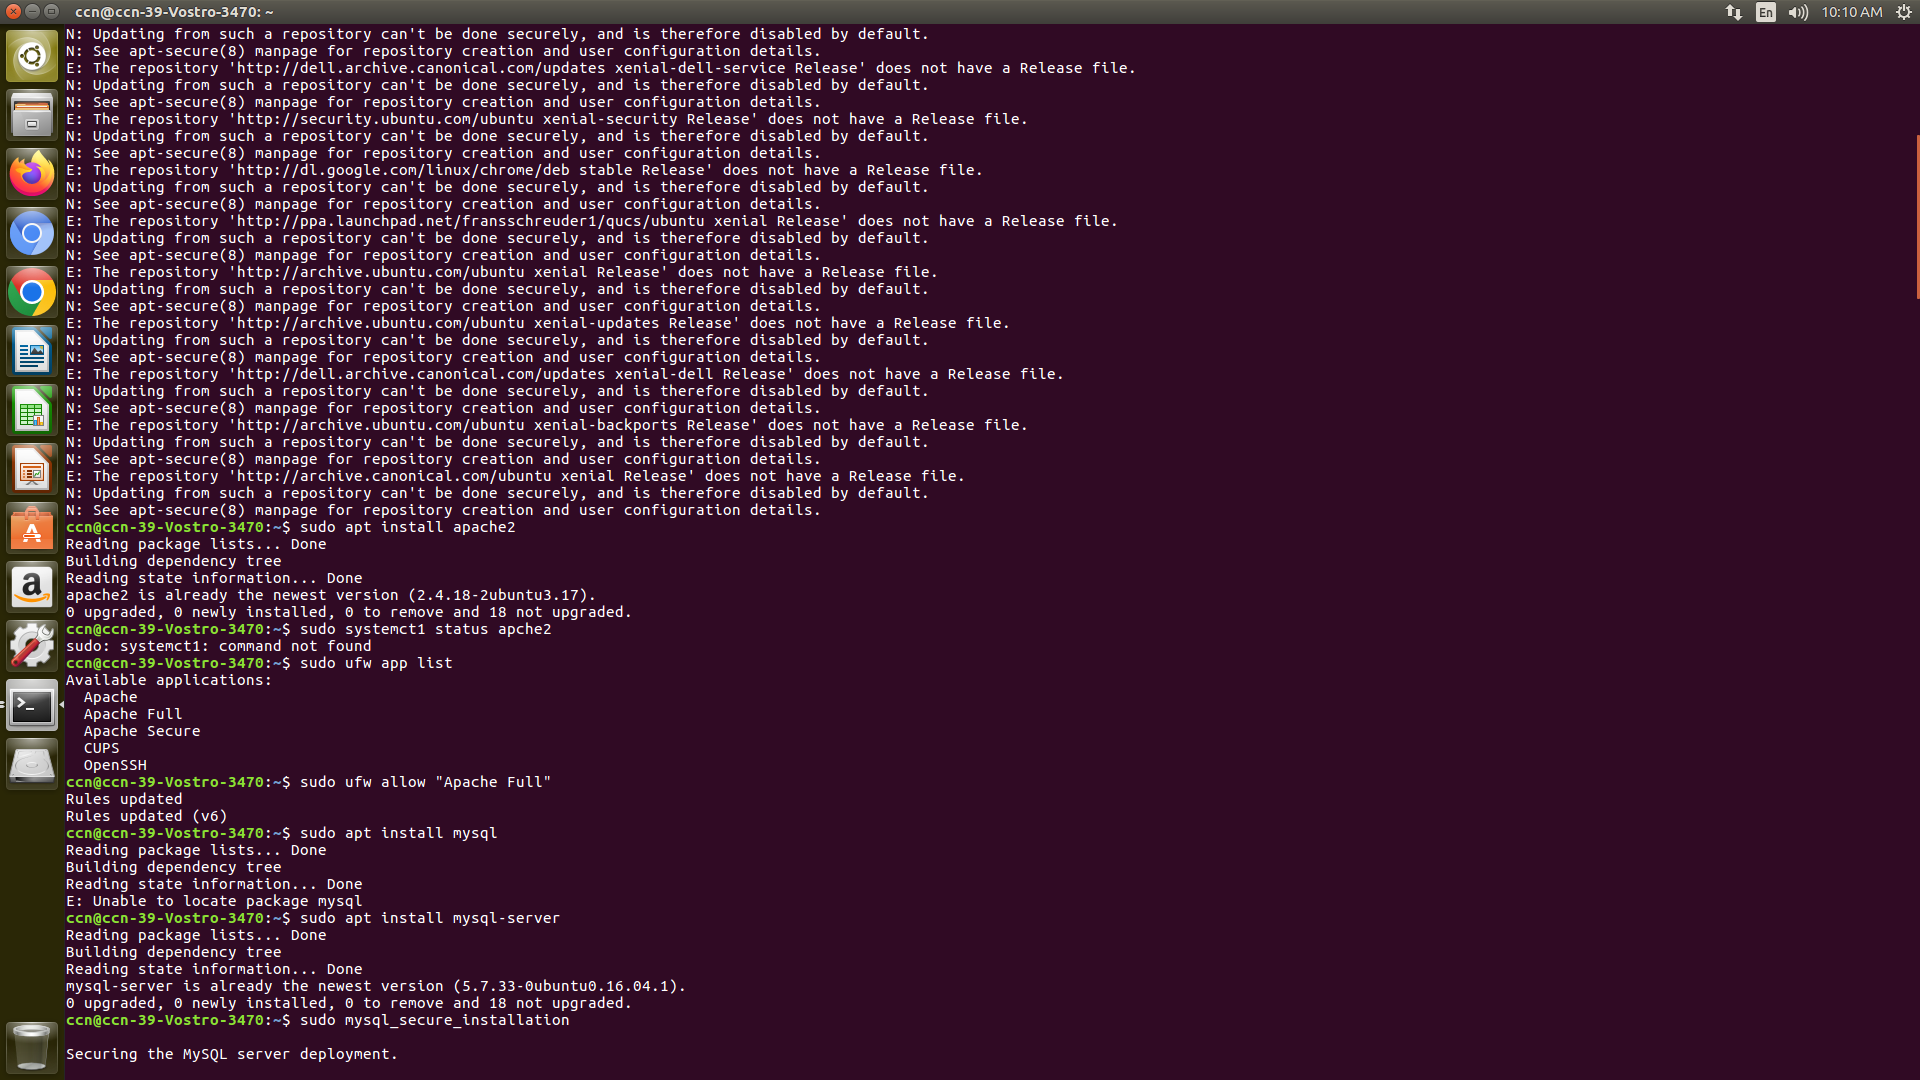 ccn@ccn-39-Vostro-3470: ~
En
10:10 AM
N: Updating from such a repository can't be done securely, and is therefore disabled by default.
N: See apt-secure(8) manpage for repository creation and user configuration details.
E: The repository 'http://dell.archive.canonical.com/updates xenial-dell-service Release' does not have a Release file.
N: Updating from such a repository can't be done securely, and is therefore disabled by default.
N: See apt-secure(8) manpage for repository creation and user configuration details.
E: The repository 'http://security.ubuntu.com/ubuntu xenial-security Release' does not have a Release file.
N: Updating from such a repository can't be done securely, and is therefore disabled by default.
N: See apt-secure(8) manpage for repository creation and user configuration details.
E: The repository 'http://dl.google.com/linux/chrome/deb stable Release' does not have a Release file.
N: Updating from such a repository can't be done securely, and is therefore disabled by default.
N: See apt-secure(8) manpage for repository creation and user configuration details.
E: The repository 'http://ppa.launchpad.net/fransschreuder1/qucs/ubuntu xenial Release' does not have a Release file.
N: Updating from such a repository can't be done securely, and is therefore disabled by default.
N: See apt-secure(8) manpage for repository creation and user configuration details.
E: The repository 'http://archive.ubuntu.com/ubuntu xenial Release' does not have a Release file.
N: Updating from such a repository can't be done securely, and is therefore disabled by default.
N: See apt-secure(8) manpage for repository creation and user configuration details.
E: The repository 'http://archive.ubuntu.com/ubuntu xenial-updates Release' does not have a Release file.
N: Updating from such a repository can't be done securely, and is therefore disabled by default.
N: See apt-secure(8) manpage for repository creation and user configuration details.
E: The repository 'http://dell.archive.canonical.com/updates xenial-dell Release' does not have a Release file.
N: Updating from such a repository can't be done securely, and is therefore disabled by default.
N: See apt-secure(8) manpage for repository creation and user configuration details.
E: The repository 'http://archive.ubuntu.com/ubuntu xenial-backports Release' does not have a Release file.
N: Updating from such a repository can't be done securely, and is therefore disabled by default.
N: See apt-secure(8) manpage for repository creation and user configuration details.
E: The repository 'http://archive.canonical.com/ubuntu xenial Release' does not have a Release file.
N: Updating from such a repository can't be done securely, and is therefore disabled by default.
N: See apt-secure(8) manpage for repository creation and user configuration details.
ccn@ccn-39-Vostro-3470:~$ sudo apt install apache2
Reading package lists... Done
Building dependency tree
Reading state information... Done
apache2 is already the newest version (2.4.18-2ubuntu3.17).
0 upgraded, 0 newly installed, 0 to remove and 18 not upgraded.
ccn@ccn-39-Vostro-3470:~$ sudo systemct1 status apche2
sudo: systemct1: command not found
ccn@ccn-39-Vostro-3470:~$ sudo ufw app list
Available applications:
  Apache
  Apache Full
  Apache Secure
  CUPS
  OpenSSH
ccn@ccn-39-Vostro-3470:~$ sudo ufw allow "Apache Full"
Rules updated
Rules updated (v6)
ccn@ccn-39-Vostro-3470:~$ sudo apt install mysql
Reading package lists... Done
Building dependency tree
Reading state information... Done
E: Unable to locate package mysql
ccn@ccn-39-Vostro-3470:~$ sudo apt install mysql-server
Reading package lists... Done
Building dependency tree
Reading state information... Done
mysql-server is already the newest version (5.7.33-0ubuntu0.16.04.1).
0 upgraded, 0 newly installed, 0 to remove and 18 not upgraded.
ccn@ccn-39-Vostro-3470:~$ sudo mysql_secure_installation
Securing the MySQL server deployment.